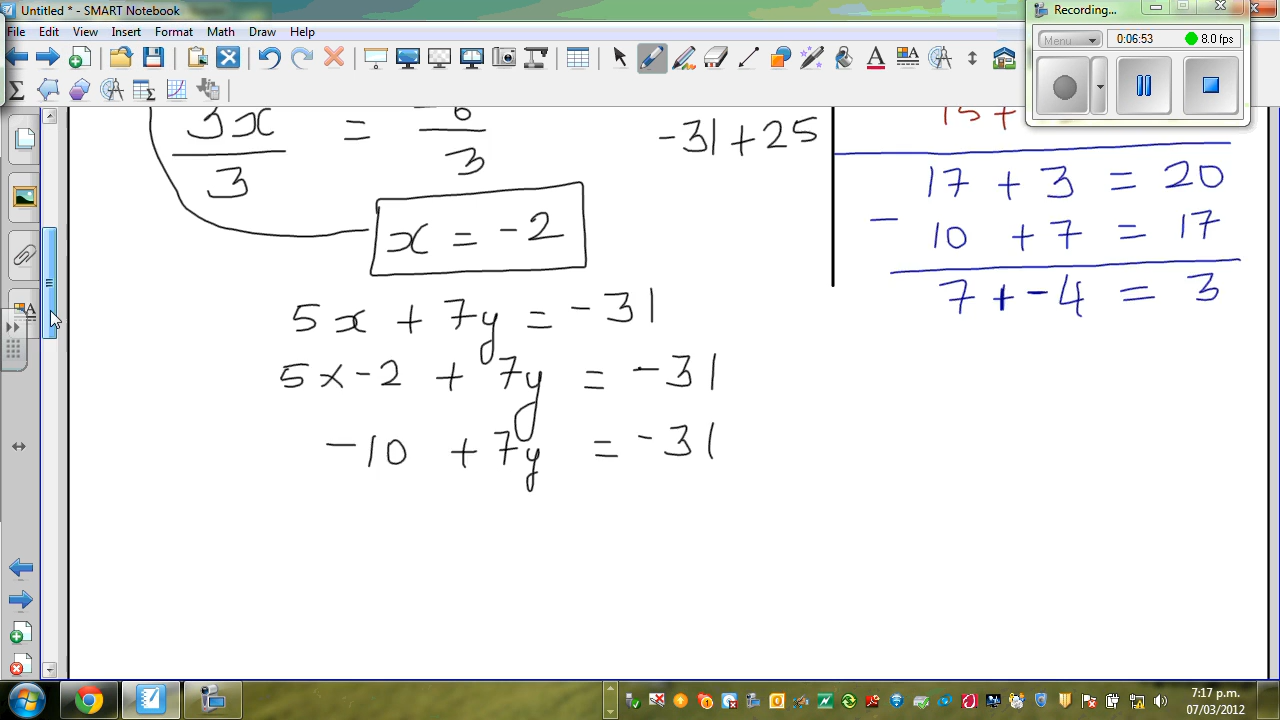 Untitled * - SMART Notebook
File Edit View Insert Format Math Draw Help
Recording...
Menu 0:06:53 8.0 fps
3x = -6
3 3
-31 + 25
x = -2
5x + 7y = -31
5x-2 + 7y = -31
-10 + 7y = -31
15 +
17 + 3 = 20
- 10 + 7 = 17
7 + -4 = 3
7:17 p.m.
07/03/2012